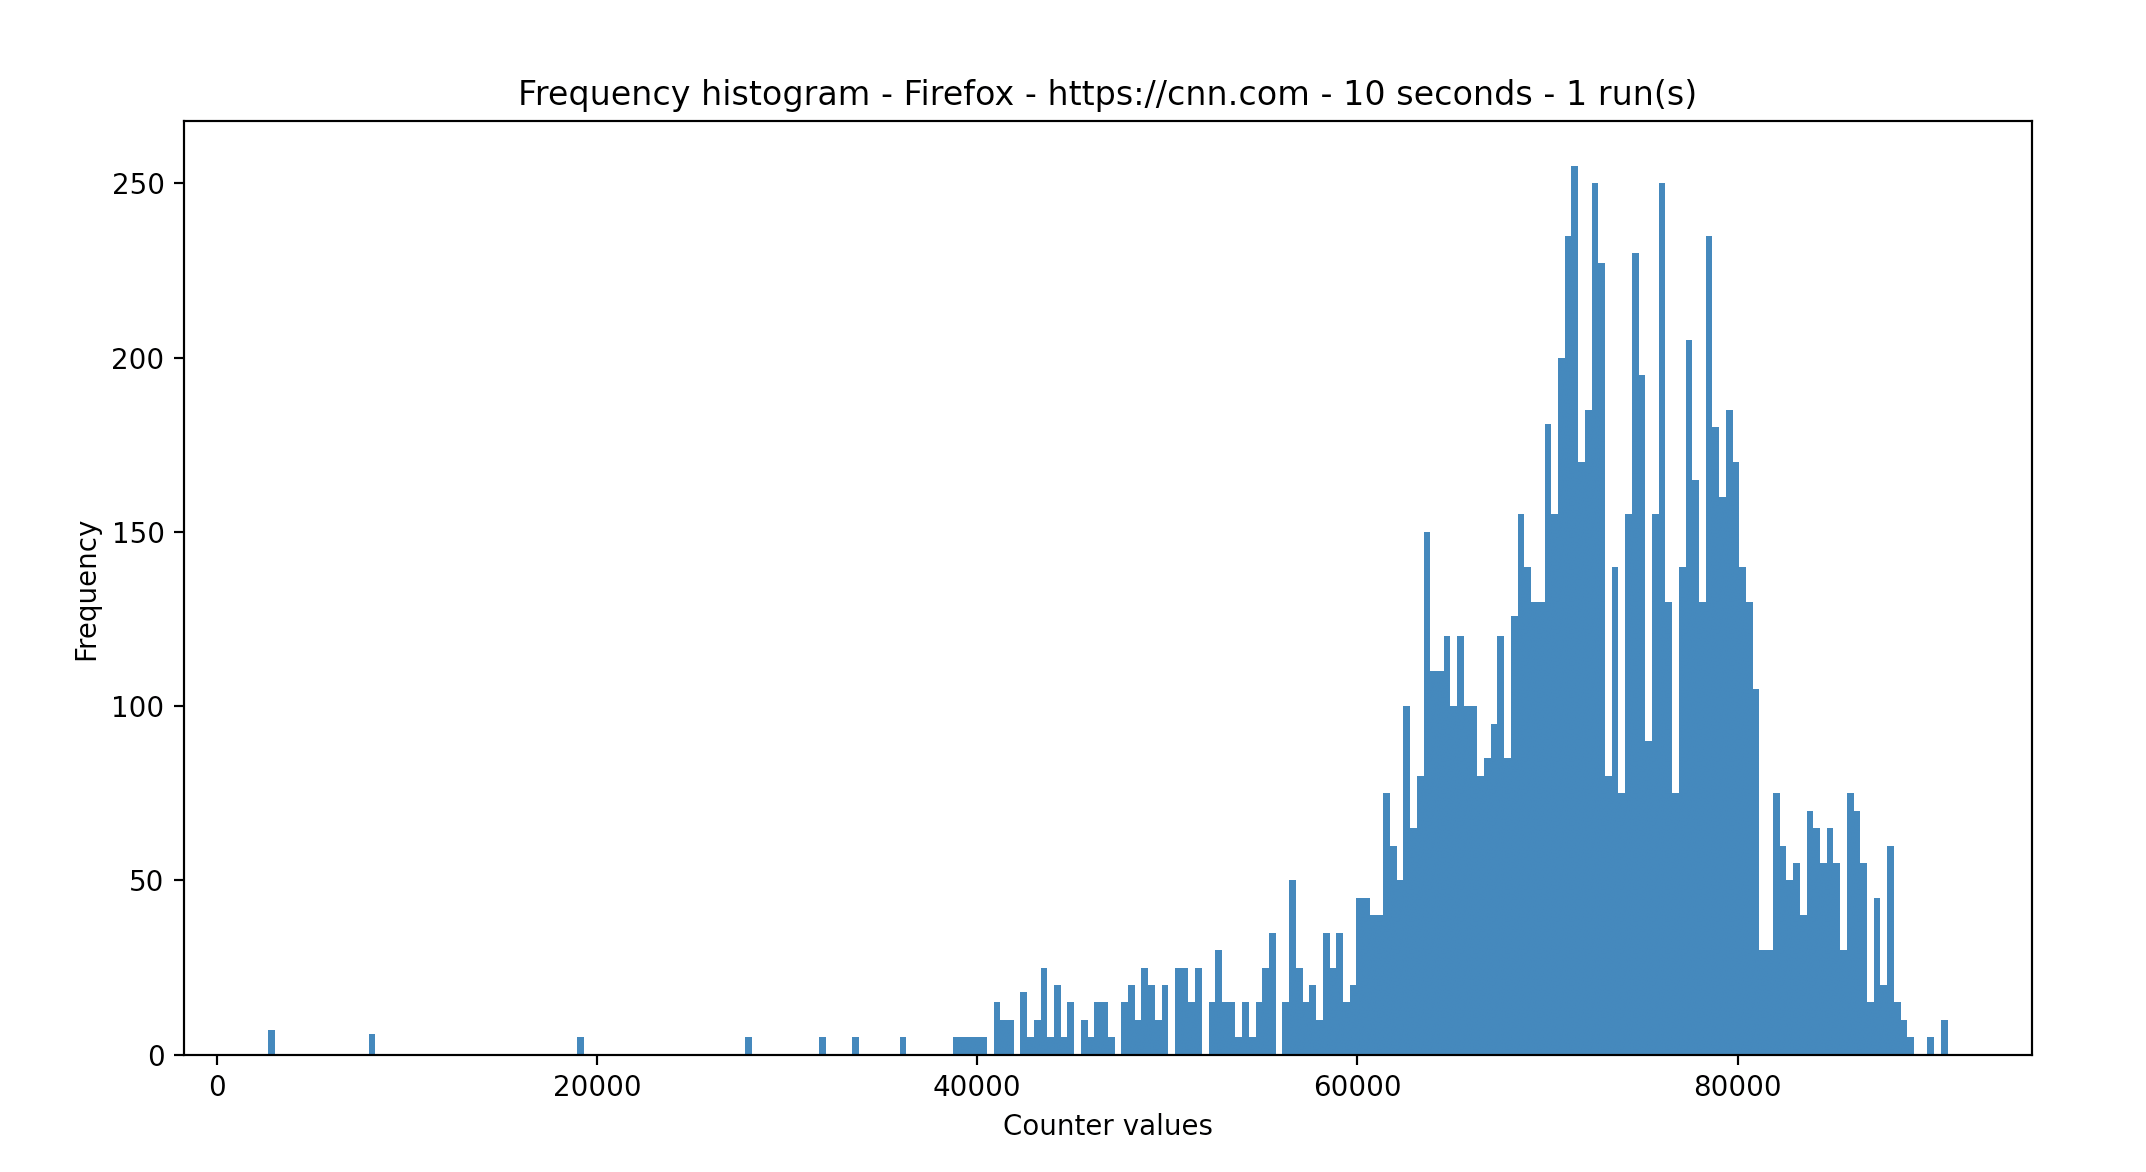 Frequency histogram - Firefox - https://cnn.com - 10 seconds - 1 run(s)
250
200
150
100
50
0
Frequency
0 20000 40000 60000 80000
Counter values